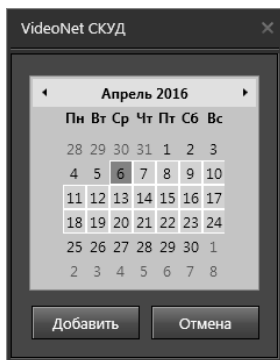 VideoNet СКУД
Апрель 2016
Пн Вт Ср Чт Пт Сб Вс
28 29 30 31 1 2 3
4 5 6 7 8 9 10
11 12 13 14 15 16 17
18 19 20 21 22 23 24
25 26 27 28 29 30 1
2 3 4 5 6 7 8
Добавить Отмена